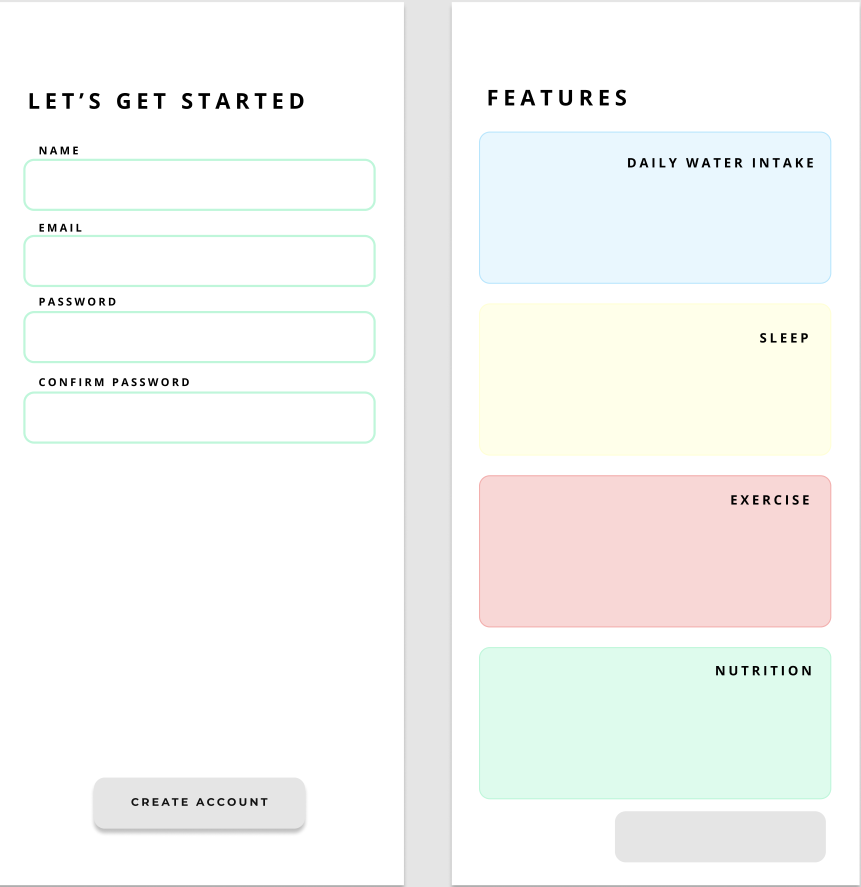 LET’S GET STARTED
NAME
EMAIL
PASSWORD
CONFIRM PASSWORD
CREATE ACCOUNT
FEATURES
DAILY WATER INTAKE
SLEEP
EXERCISE
NUTRITION